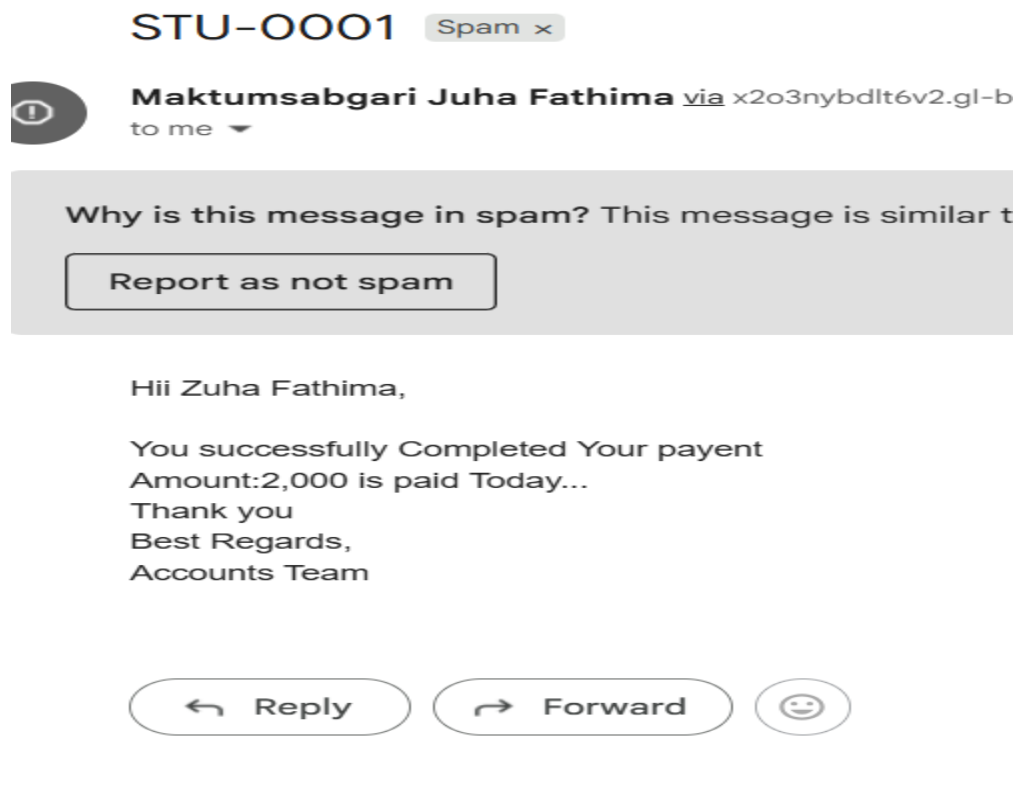 STU-0001 Spam ×
Maktumsabgari Juha Fathima via x2o3nybdlt6v2.gl-b
to me
Why is this message in spam? This message is similar t
Report as not spam
Hii Zuha Fathima,
You successfully Completed Your payent
Amount:2,000 is paid Today...
Thank you
Best Regards,
Accounts Team
Reply Forward